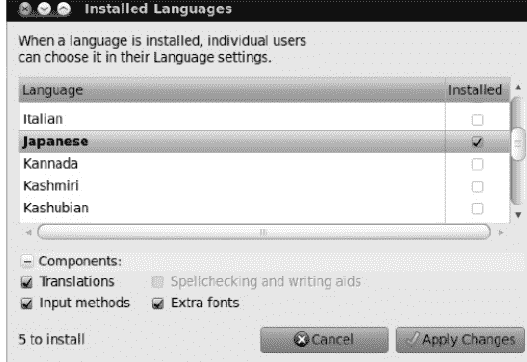 Installed Languages
When a language is installed, individual users
can choose it in their Language settings.
Language Installed
Italian
Japanese
Kannada
Kashmiri
Kashubian
Components:
Translations Spellchecking and writing aids
Input methods Extra fonts
5 to install Cancel Apply Changes